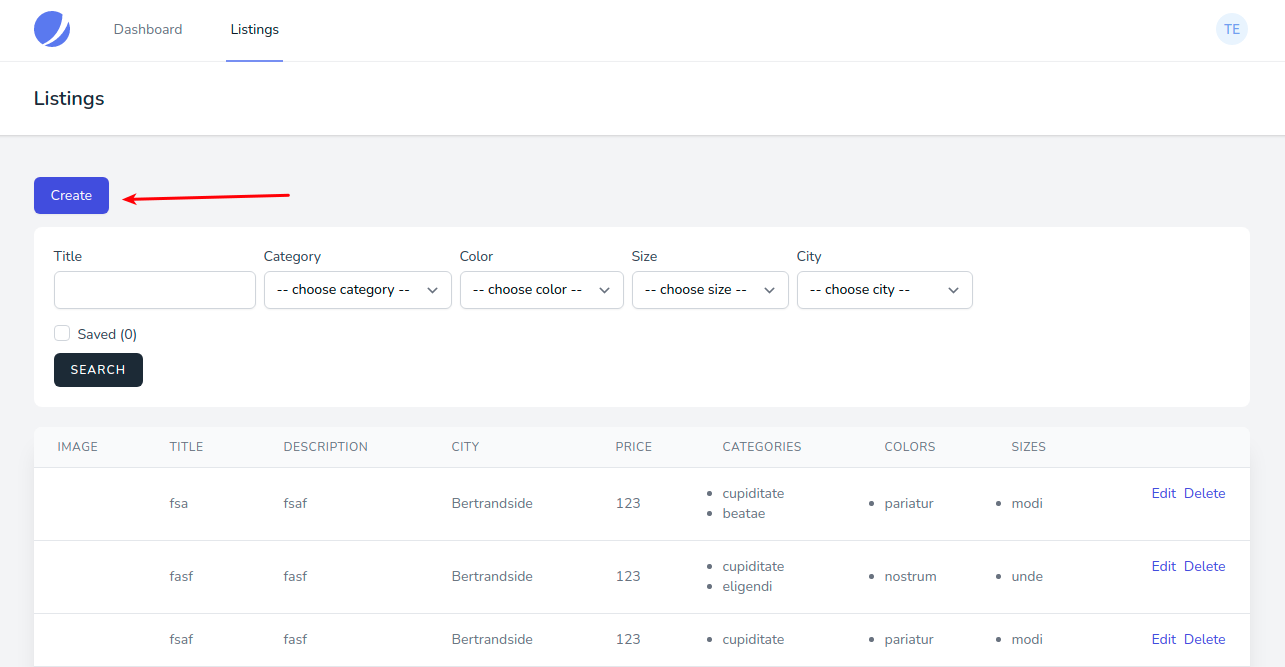 Dashboard Listings TE
Listings
Create
Title Category Color Size City
-- choose category -- -- choose color -- -- choose size -- -- choose city --
Saved (0)
SEARCH
IMAGE TITLE DESCRIPTION CITY PRICE CATEGORIES COLORS SIZES
fsa fsaf Bertrandside 123 • cupiditate • pariatur • modi Edit Delete
• beatae
fasf fasf Bertrandside 123 • cupiditate • nostrum • unde Edit Delete
• eligendi
fsaf fasf Bertrandside 123 • cupiditate • pariatur • modi Edit Delete